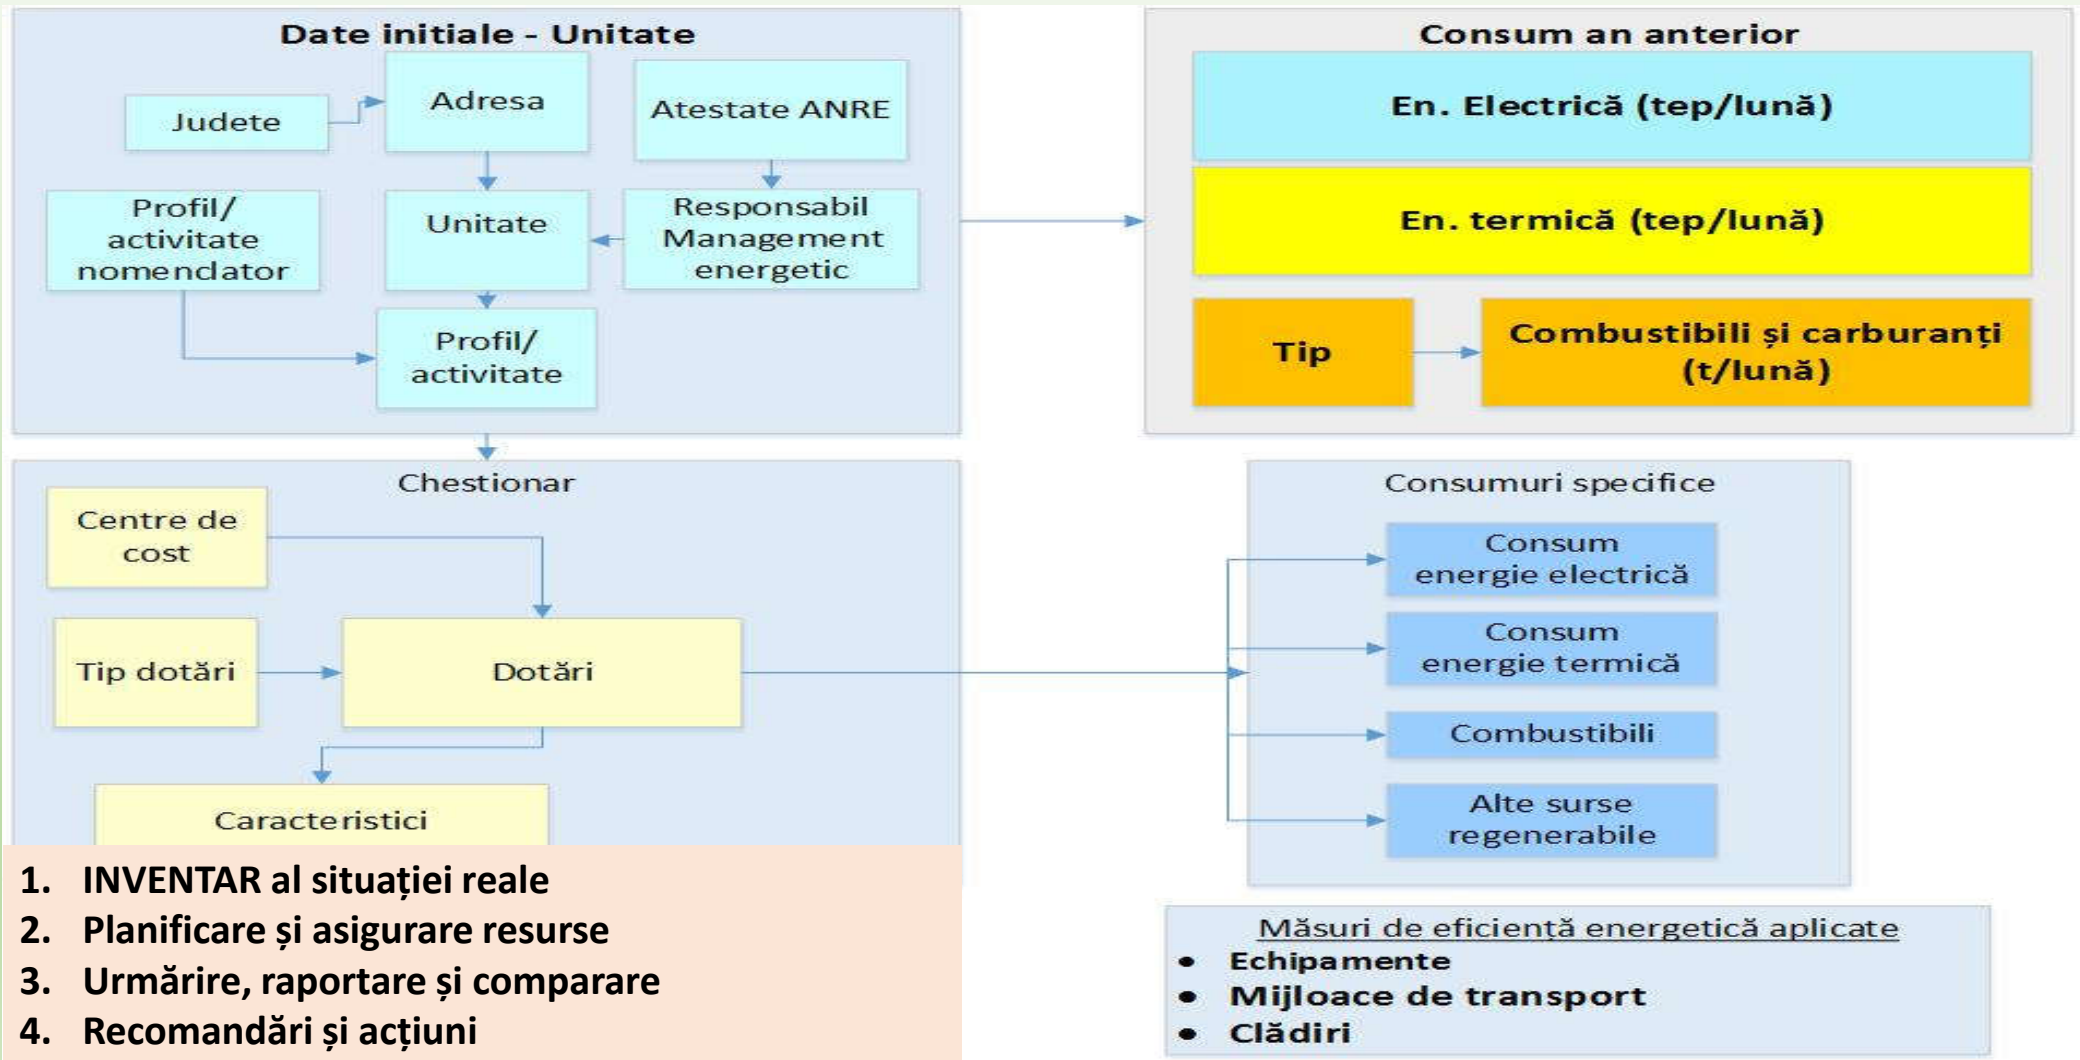 Date initiale - Unitate
Judete
Adresa
Atestate ANRE
Profil/
activitate
nomenclator
Unitate
Responsabil
Management
energetic
Profil/
activitate
Consum an anterior
En. Electrică (tep/lună)
En. termică (tep/lună)
Tip
Combustibili și carburanți
(t/lună)
Chestionar
Centre de
cost
Tip dotări
Dotări
Caracteristici
Consumuri specifice
Consum
energie electrică
Consum
energie termică
Combustibili
Alte surse
regenerabile
1. INVENTAR al situației reale
2. Planificare și asigurare resurse
3. Urmărire, raportare și comparare
4. Recomandări și acțiuni
Măsuri de eficiență energetică aplicate
• Echipamente
• Mijloace de transport
• Clădiri